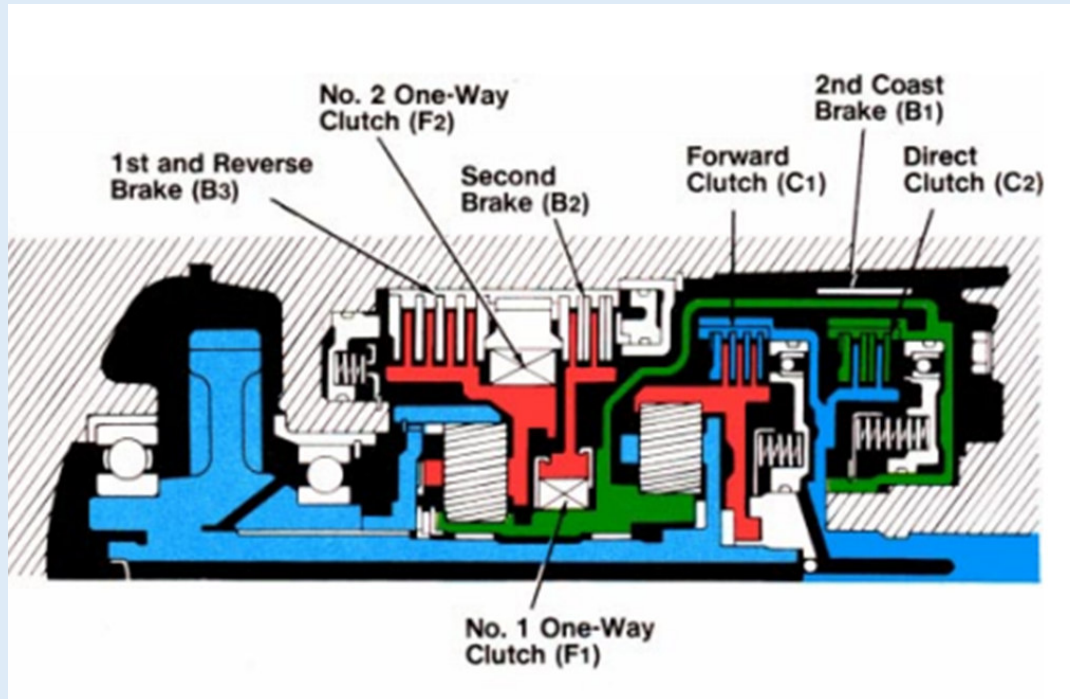 No. 2 One-Way
Clutch (F2)
2nd Coast
Brake (B1)
1st and Reverse
Brake (B3)
Second
Brake (B2)
Forward
Clutch (C1)
Direct
Clutch (C2)
No. 1 One-Way
Clutch (F1)